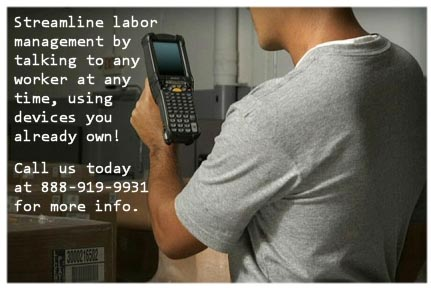 Streamline labor
management by
talking to any
worker at any
time, using
devices you
already own!
Call us today
at 888-919-9931
for more info.
3000216502